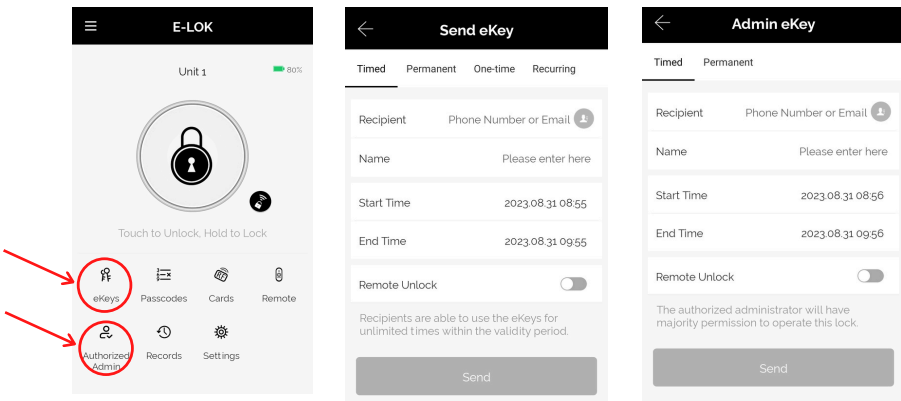 E-LOK
Unit 1
80%
Touch to Unlock, Hold to Lock
eKeys
Passcodes
Cards
Remote
Authorized
Admin
Records
Settings
Send eKey
Timed
Permanent
One-time
Recurring
Recipient
Phone Number or Email
Name
Please enter here
Start Time
2023.08.31 08:55
End Time
2023.08.31 09:55
Remote Unlock
Recipients are able to use the eKeys for
unlimited times within the validity period.
Send
Admin eKey
Timed
Permanent
Recipient
Phone Number or Email
Name
Please enter here
Start Time
2023.08.31 08:56
End Time
2023.08.31 09:56
Remote Unlock
The authorized administrator will have
majority permission to operate this lock.
Send